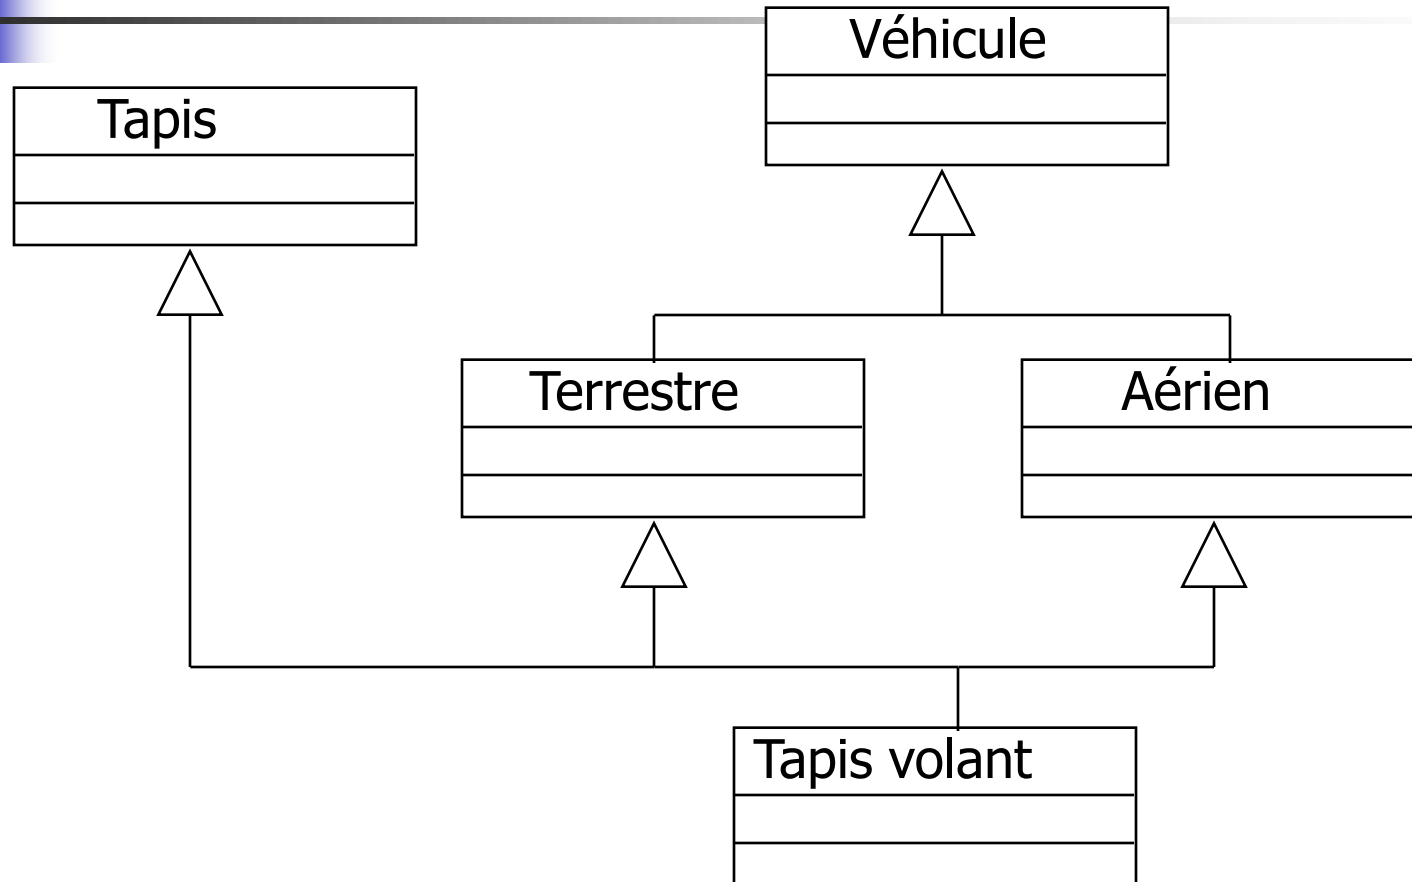 Véhicule
Tapis
Terrestre
Aérien
Tapis volant